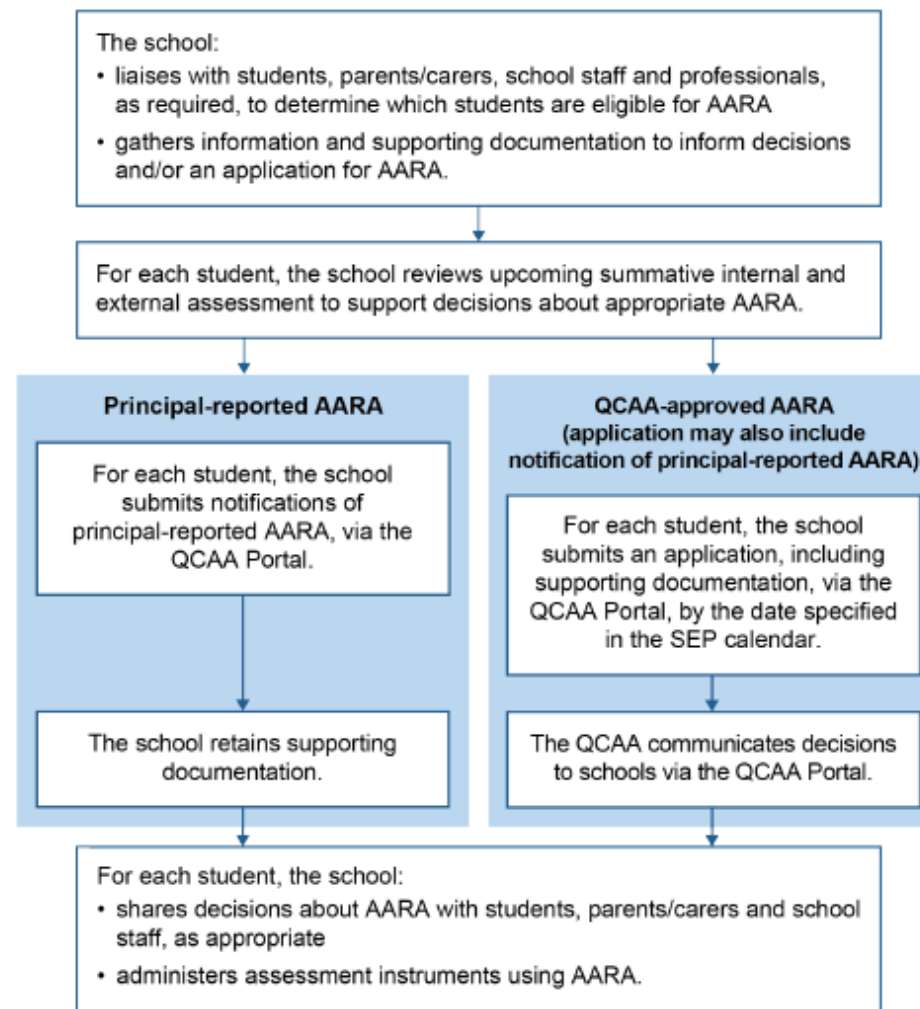 The school:
• liaises with students, parents/carers, school staff and professionals,
as required, to determine which students are eligible for AARA
• gathers information and supporting documentation to inform decisions
and/or an application for AARA.
For each student, the school reviews upcoming summative internal and
external assessment to support decisions about appropriate AARA.
Principal-reported AARA
For each student, the school
submits notifications of
principal-reported AARA, via the
QCAA Portal.
The school retains supporting
documentation.
QCAA-approved AARA
(application may also include
notification of principal-reported AARA)
For each student, the school
submits an application, including
supporting documentation, via the
QCAA Portal, by the date specified
in the SEP calendar.
The QCAA communicates decisions
to schools via the QCAA Portal.
For each student, the school:
• shares decisions about AARA with students, parents/carers and school
staff, as appropriate
• administers assessment instruments using AARA.